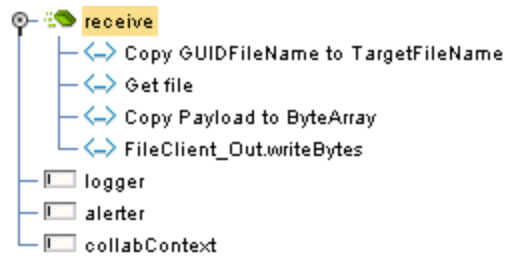 receive
Copy GUIDFileName to TargetFileName
Get file
Copy Payload to ByteArray
FileClient_Out.writeBytes
logger
alerter
collabContext